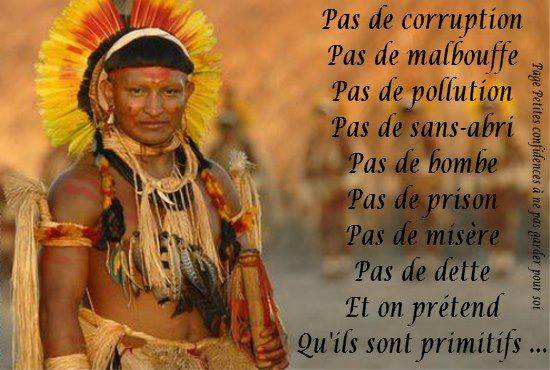 Pas de corruption
Pas de malbouffe
Pas de pollution
Pas de sans-abri
Pas de bombe
Pas de prison
Pas de misère
Pas de dette
Et on prétend
Qu'ils sont primitifs ...
Page Petites confidences à ne pas garder pour soi